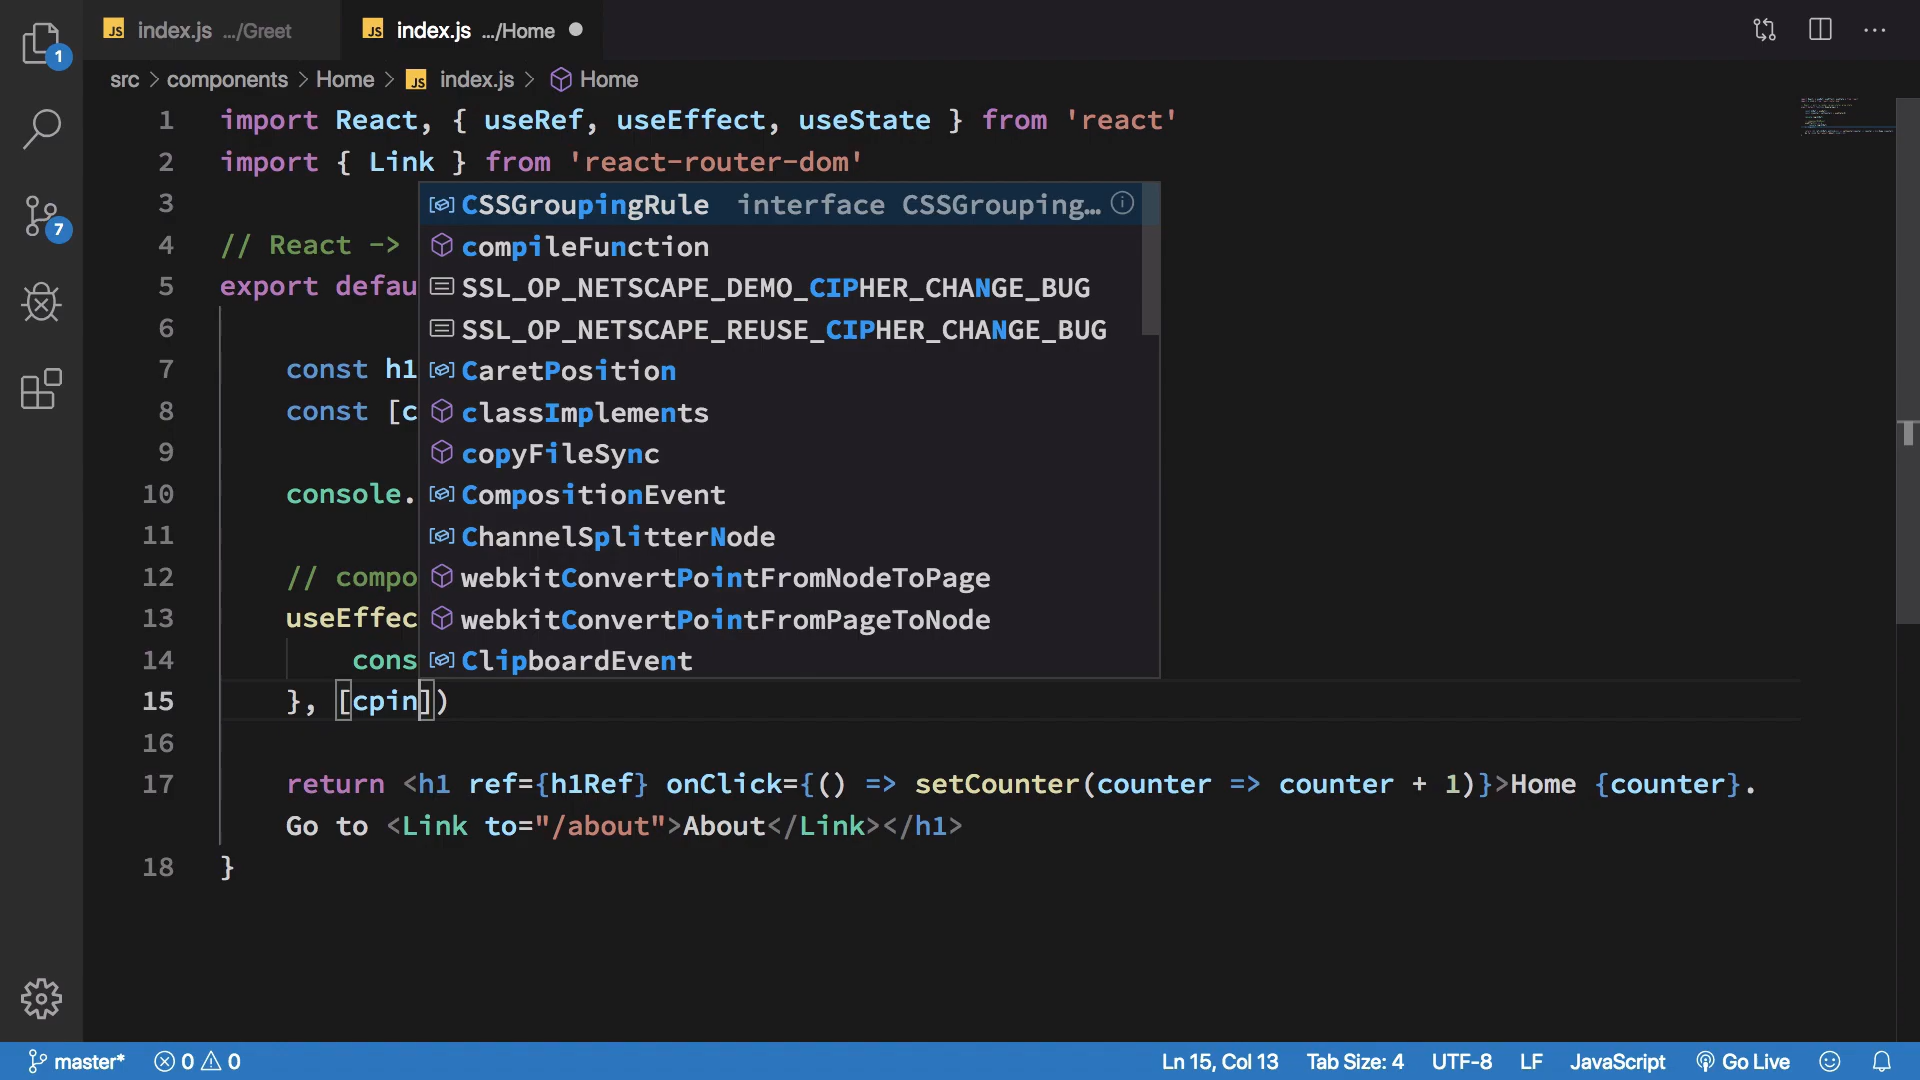 1
7
JS index.js .../Greet
JS index.js .../Home
src > components > Home > JS index.js > Home
1 import React, { useRef, useEffect, useState } from 'react'
2 import { Link } from 'react-router-dom'
3
4 // React ->
5 export defau
6
7 const h1
8 const [c
9
10 console.
11
12 // compo
13 useEffec
14 cons
15 }, [cpin])
16
17 return <h1 ref={h1Ref} onClick={() => setCounter(counter => counter + 1)}>Home {counter}.
Go to <Link to="/about">About</Link></h1>
18 }
CSSGroupingRule interface CSSGrouping…
compileFunction
SSL_OP_NETSCAPE_DEMO_CIPHER_CHANGE_BUG
SSL_OP_NETSCAPE_REUSE_CIPHER_CHANGE_BUG
CaretPosition
classImplements
copyFileSync
CompositionEvent
ChannelSplitterNode
webkitConvertPointFromNodeToPage
webkitConvertPointFromPageToNode
ClipboardEvent
master* 0 0 Ln 15, Col 13 Tab Size: 4 UTF-8 LF JavaScript Go Live